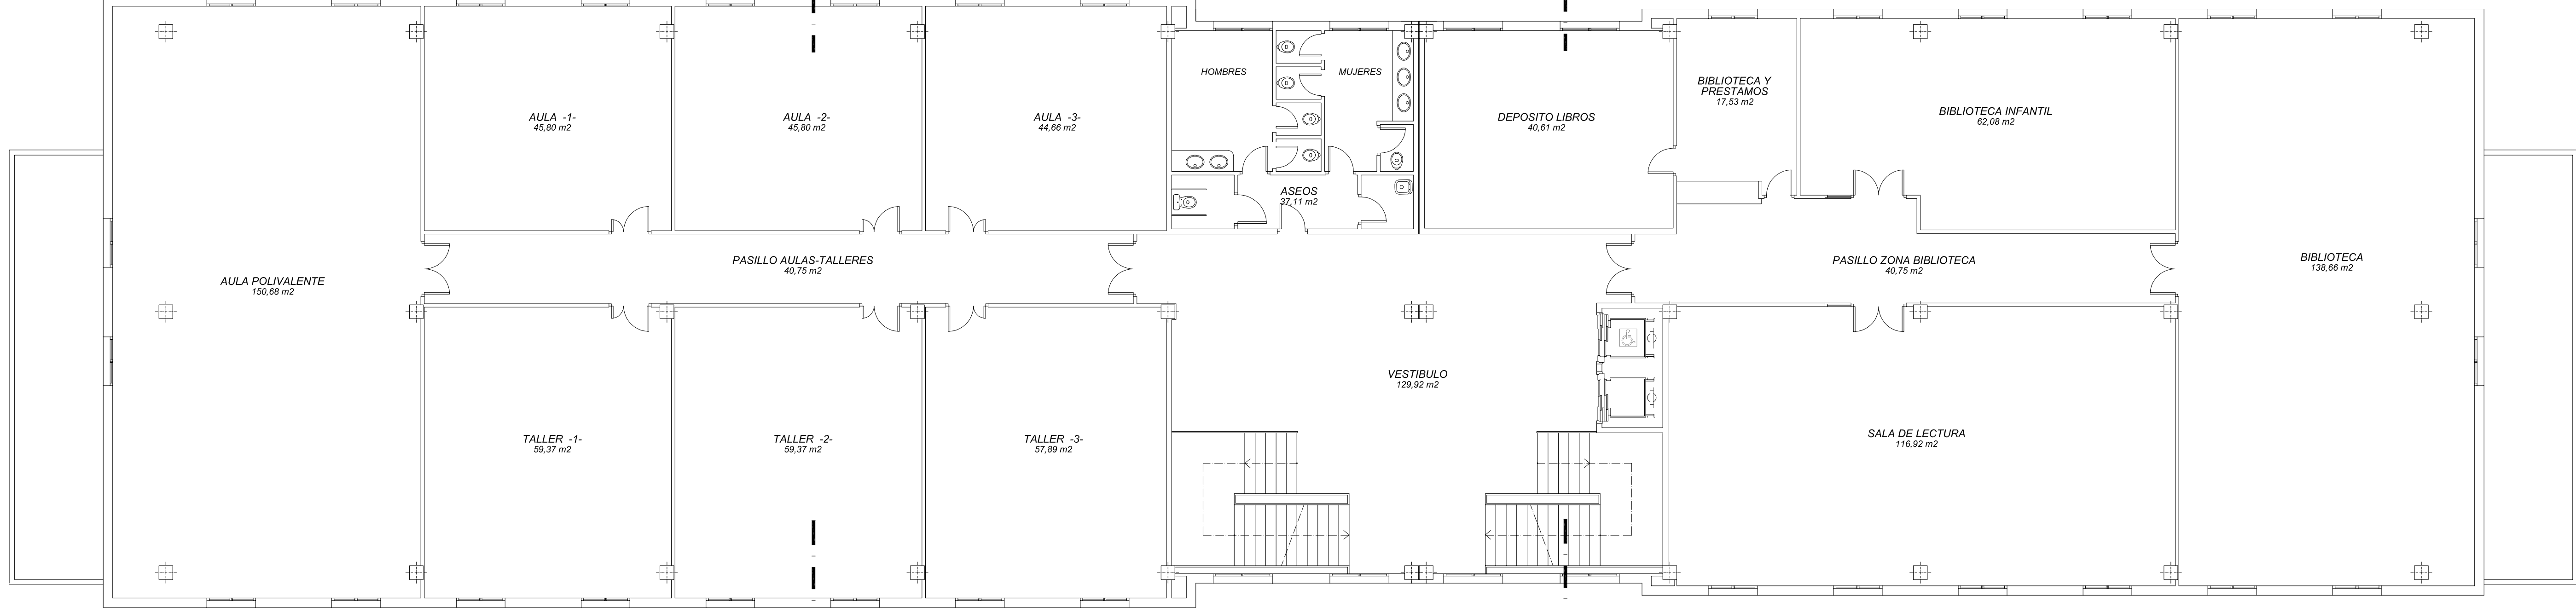 HOMBRES
MUJERES
BIBLIOTECA Y
PRESTAMOS
17,53 m2
AULA -1-
45,80 m2
AULA -2-
45,80 m2
AULA -3-
44,66 m2
DEPOSITO LIBROS
40,61 m2
BIBLIOTECA INFANTIL
62,08 m2
ASEOS
37,11 m2
PASILLO AULAS-TALLERES
40,75 m2
PASILLO ZONA BIBLIOTECA
40,75 m2
BIBLIOTECA
138,66 m2
AULA POLIVALENTE
150,68 m2
VESTIBULO
129,92 m2
TALLER -1-
59,37 m2
TALLER -2-
59,37 m2
TALLER -3-
57,89 m2
SALA DE LECTURA
116,92 m2